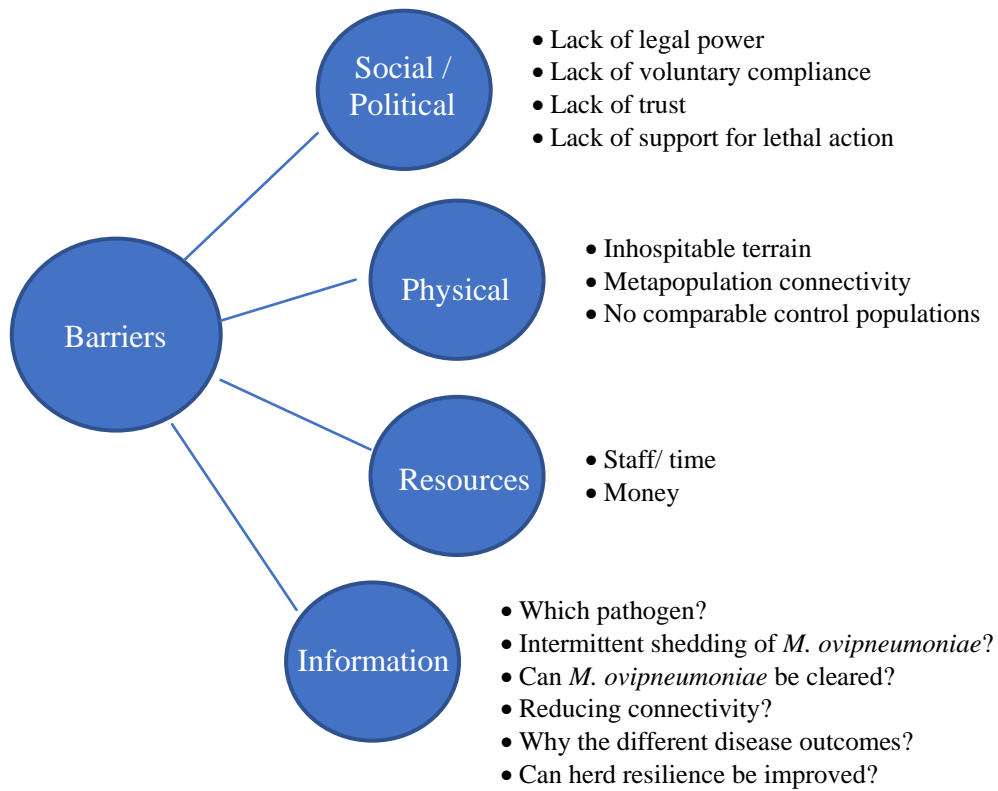 Barriers
Social /
Political
• Lack of legal power
• Lack of voluntary compliance
• Lack of trust
• Lack of support for lethal action
Physical
• Inhospitable terrain
• Metapopulation connectivity
• No comparable control populations
Resources
• Staff/ time
• Money
Information
• Which pathogen?
• Intermittent shedding of M. ovipneumoniae?
• Can M. ovipneumoniae be cleared?
• Reducing connectivity?
• Why the different disease outcomes?
• Can herd resilience be improved?